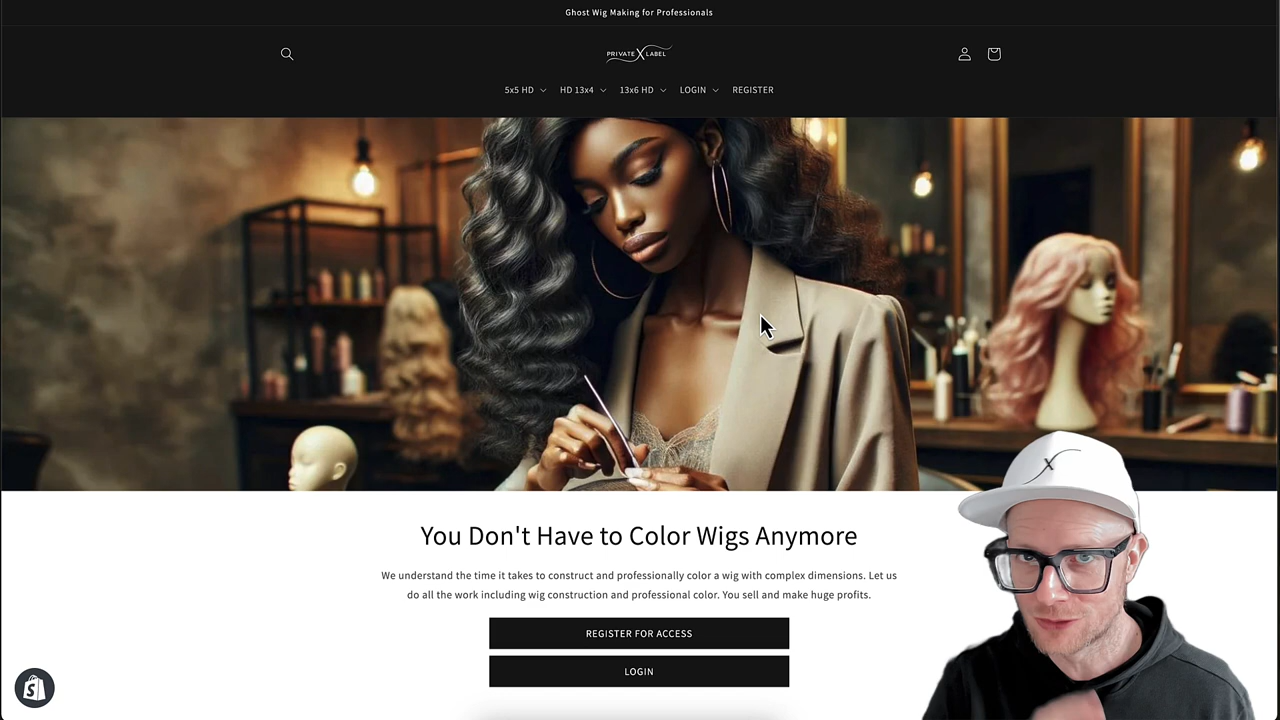 Ghost Wig Making for Professionals
PRIVATE X LABEL
5x5 HD
HD 13x4
13x6 HD
LOGIN
REGISTER
You Don't Have to Color Wigs Anymore
We understand the time it takes to construct and professionally color a wig with complex dimensions. Let us
do all the work including wig construction and professional color. You sell and make huge profits.
REGISTER FOR ACCESS
LOGIN
X
S